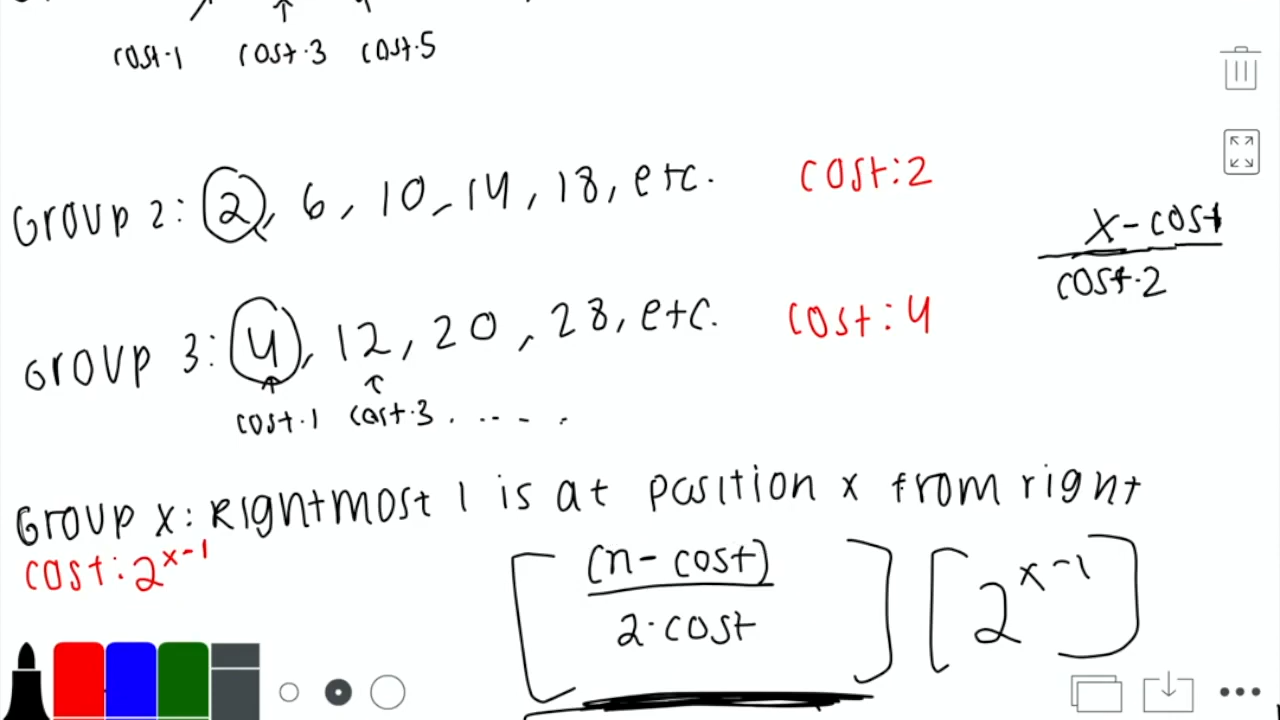 cost·1 cost·3 cost·5
Group 2: 2, 6, 10, 14, 18, etc. cost:2
x-cost
cost·2
Group 3: 4, 12, 20, 28, etc. cost:4
cost·1 cost·3 . .. - .
Group x: Rightmost 1 is at position x from right
cost: 2^x-1
[(n-cost) / 2·cost] [2^x-1]